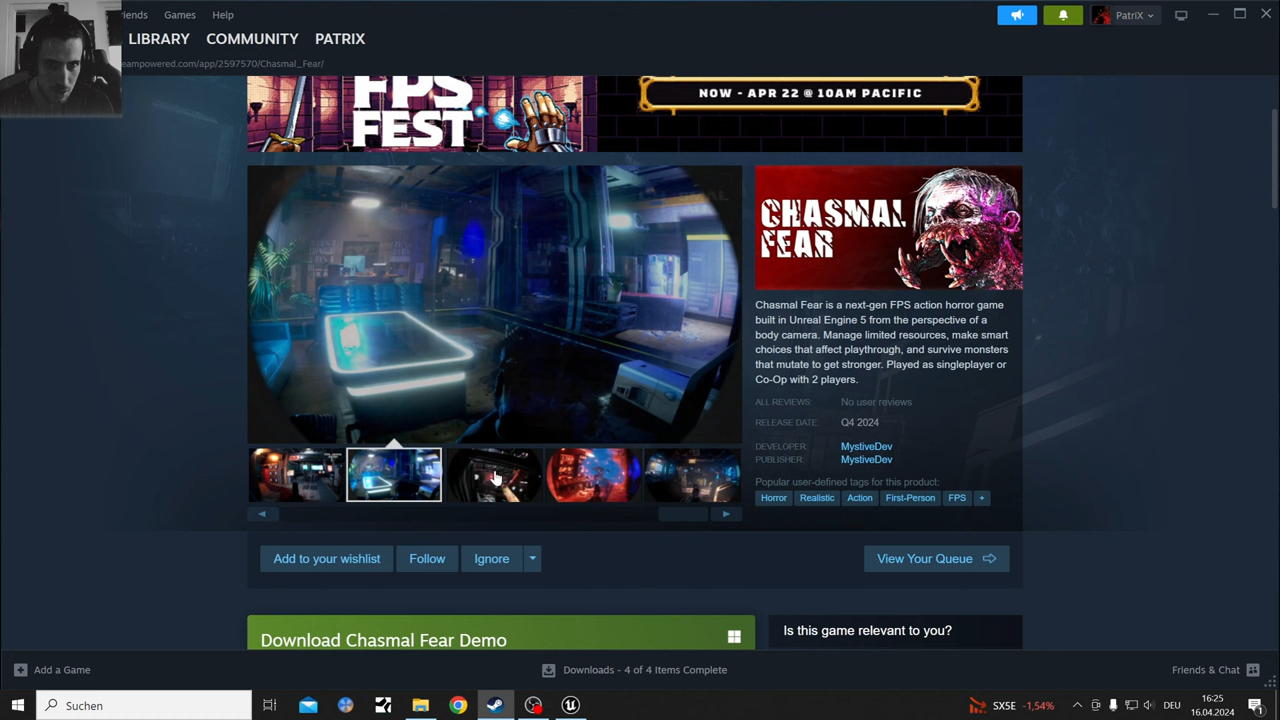 iends Games Help
PatriX
LIBRARY COMMUNITY PATRIX
eampowered.com/app/2597570/Chasmal_Fear/
FPS
FEST
NOW - APR 22 @ 10AM PACIFIC
CHASMAL
FEAR
Chasmal Fear is a next-gen FPS action horror game
built in Unreal Engine 5 from the perspective of a
body camera. Manage limited resources, make smart
choices that affect playthrough, and survive monsters
that mutate to get stronger. Played as singleplayer or
Co-Op with 2 players.
ALL REVIEWS: No user reviews
RELEASE DATE: Q4 2024
DEVELOPER: MystiveDev
PUBLISHER: MystiveDev
Popular user-defined tags for this product:
Horror Realistic Action First-Person FPS +
Add to your wishlist Follow Ignore
View Your Queue
Download Chasmal Fear Demo
Is this game relevant to you?
Add a Game
Downloads - 4 of 4 Items Complete
Friends & Chat
Suchen
SX5E -1,54%
DEU
16:25
16.04.2024